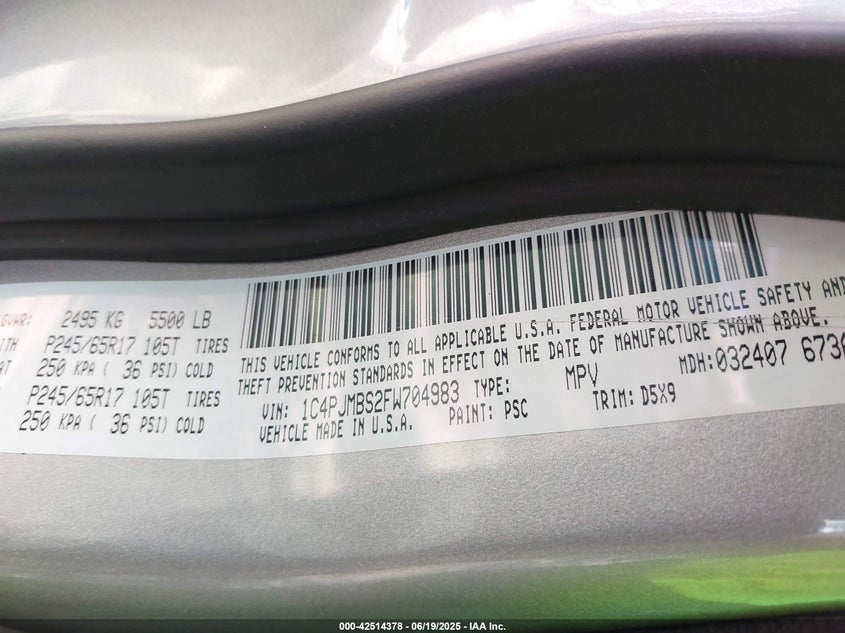 GVWR: 2495 KG 5500 LB
TH P245/65R17 105T TIRES
AT 250 KPA ( 36 PSI) COLD
P245/65R17 105T TIRES
250 KPA ( 36 PSI) COLD
THIS VEHICLE CONFORMS TO ALL APPLICABLE U.S.A. FEDERAL MOTOR VEHICLE SAFETY AND
THEFT PREVENTION STANDARDS IN EFFECT ON THE DATE OF MANUFACTURE SHOWN ABOVE.
VIN: 1C4PJMBS2FW704983 TYPE: MPV MDH:032407 673
VEHICLE MADE IN U.S.A. PAINT: PSC TRIM: D5X9
000-42514378 - 06/19/2025 - IAA Inc.